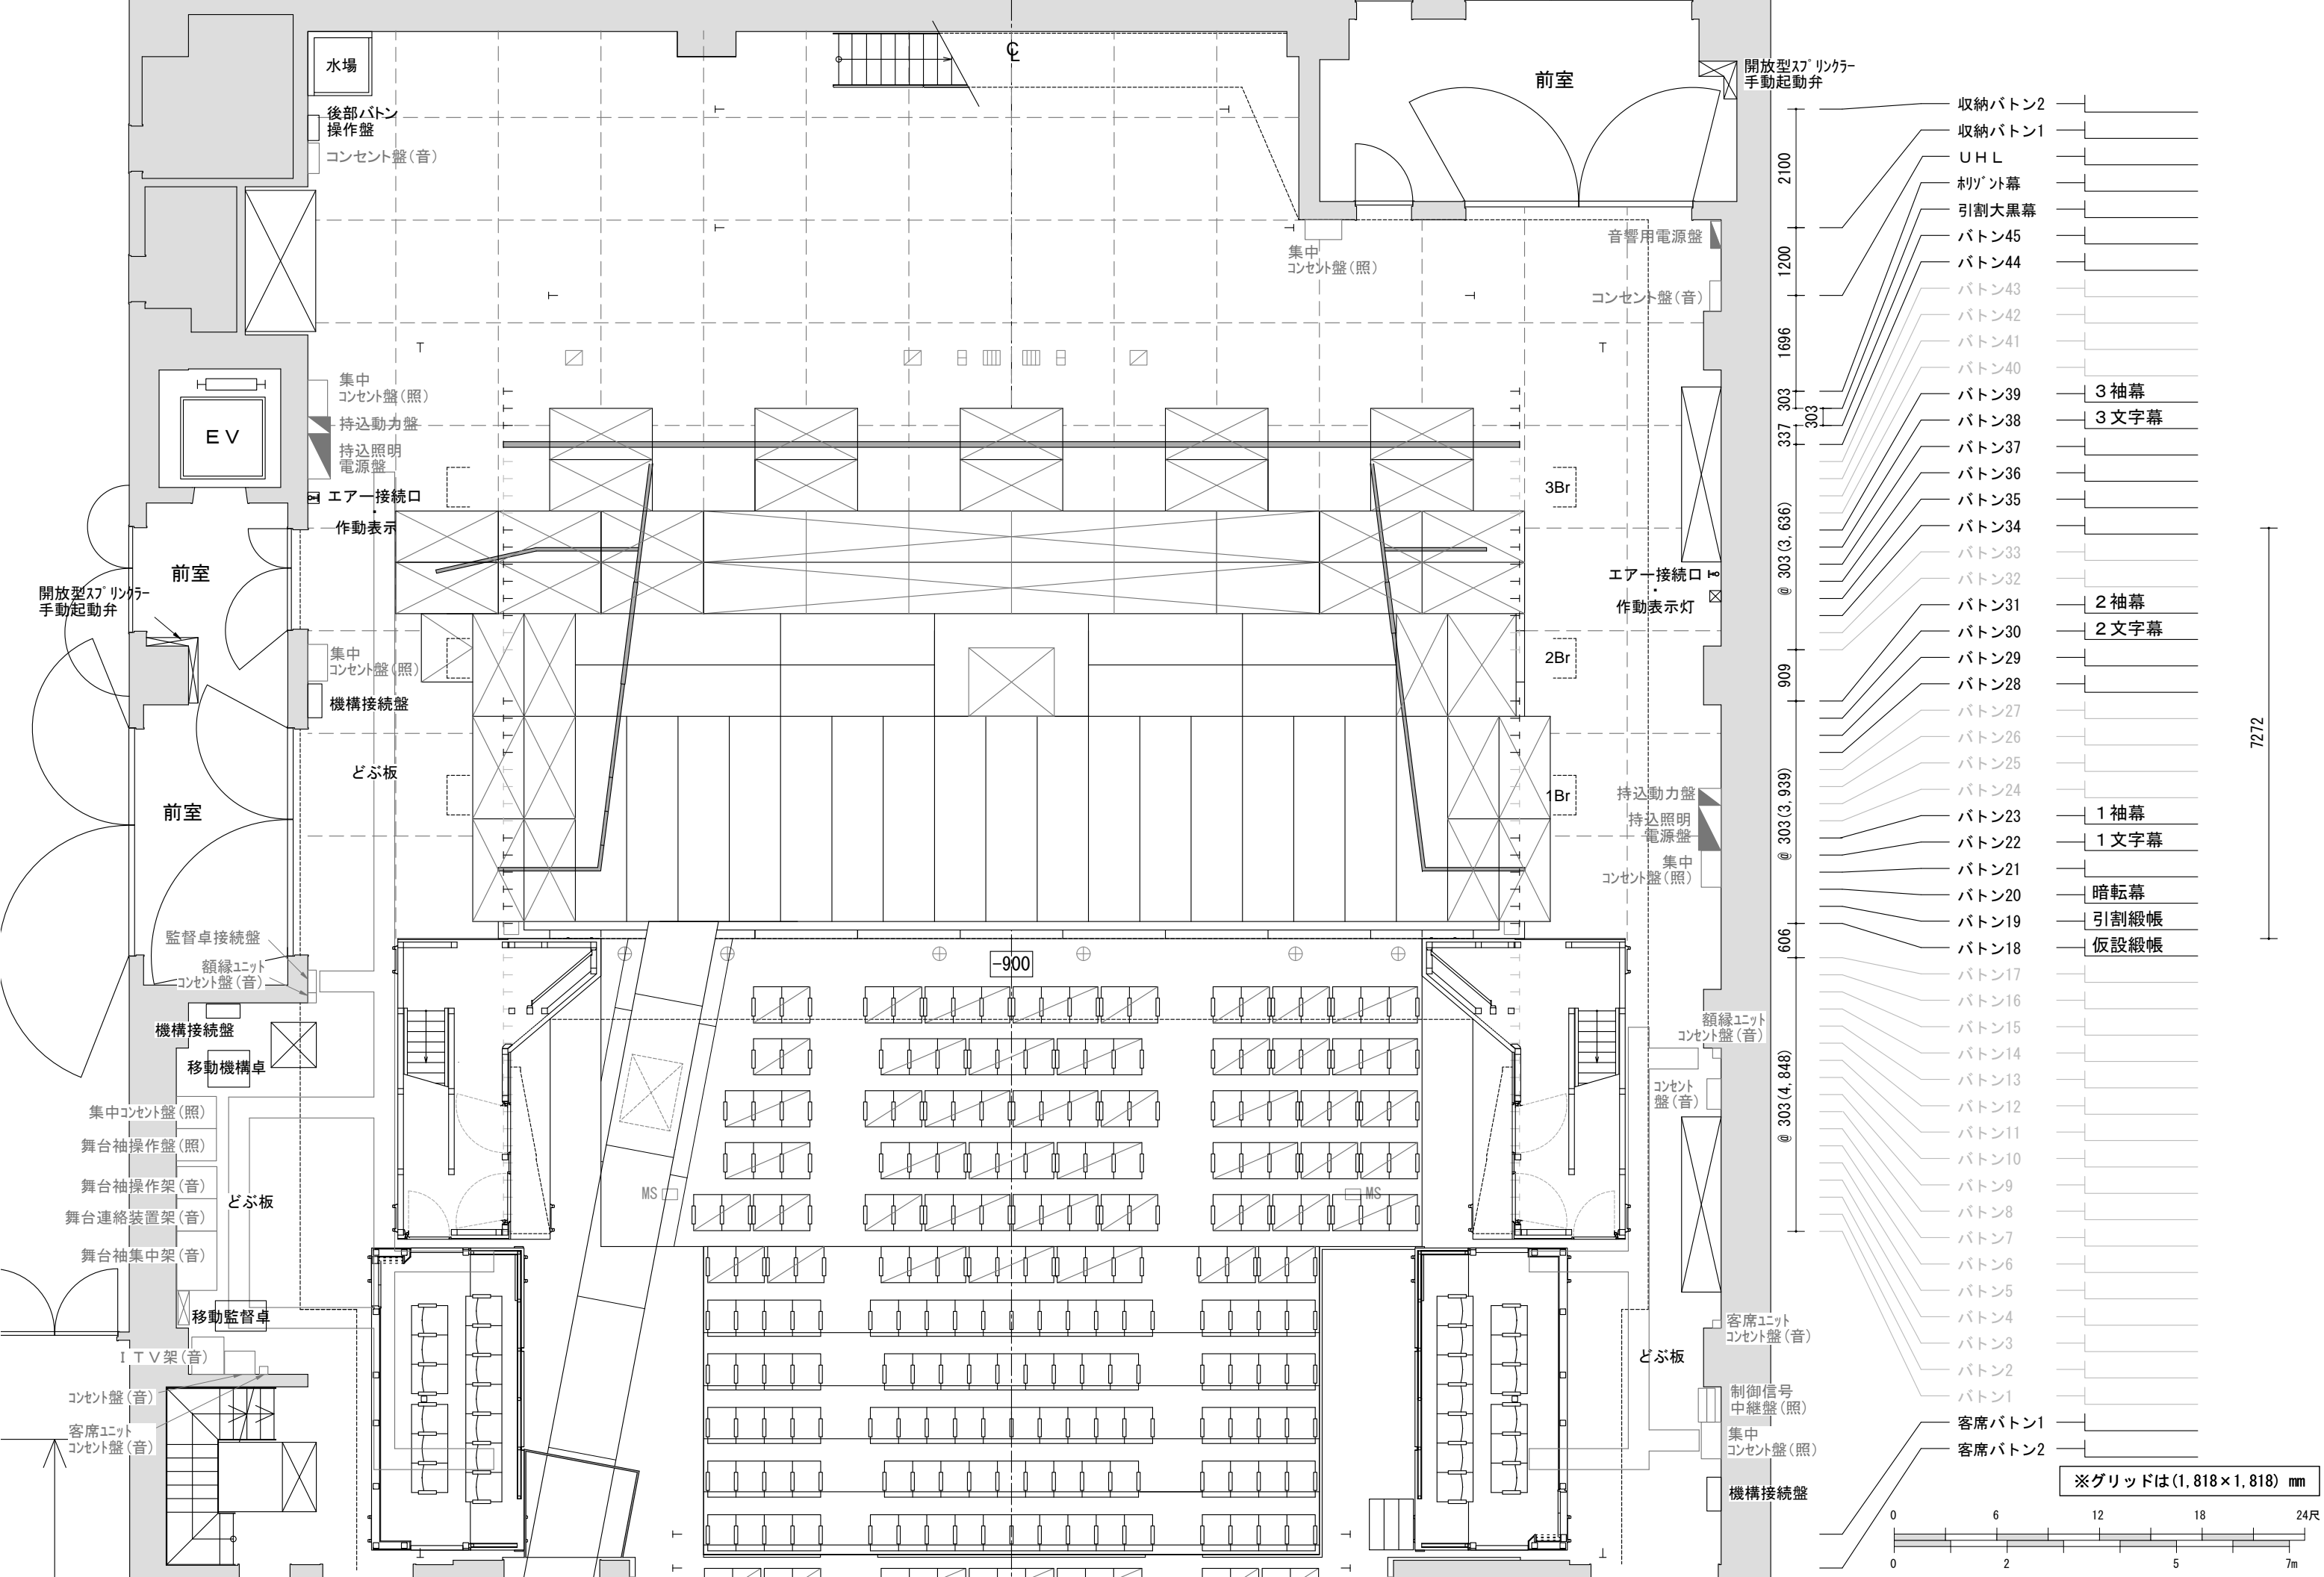 水場
後部バトン
操作盤
コンセント盤(音)
℄
前室
開放型スプリンクラー
手動起動弁
集中
コンセント盤(照)
音響用電源盤
コンセント盤(音)
EV
集中
コンセント盤(照)
持込動力盤
持込照明
電源盤
エアー接続口
・
作動表示
前室
開放型スプリンクラー
手動起動弁
集中
コンセント盤(照)
機構接続盤
どぶ板
前室
3Br
2Br
1Br
エアー接続口
・
作動表示灯
持込動力盤
持込照明
電源盤
集中
コンセント盤(照)
監督卓接続盤
額縁ユニット
コンセント盤(音)
機構接続盤
移動機構卓
集中コンセント盤(照)
舞台袖操作盤(照)
舞台袖操作架(音)
どぶ板
舞台連絡装置架(音)
舞台袖集中架(音)
移動監督卓
ITV架(音)
コンセント盤(音)
客席ユニット
コンセント盤(音)
-900
MS
MS
額縁ユニット
コンセント盤(音)
コンセント
盤(音)
客席ユニット
コンセント盤(音)
どぶ板
制御信号
中継盤(照)
集中
コンセント盤(照)
機構接続盤
2100
1200
1696
303
303
337
@ 303(3,636)
909
@ 303(3,939)
606
@ 303(4,848)
7272
収納バトン2
収納バトン1
UHL
ホリゾント幕
引割大黒幕
バトン45
バトン44
バトン43
バトン42
バトン41
バトン40
バトン39 3袖幕
バトン38 3文字幕
バトン37
バトン36
バトン35
バトン34
バトン33
バトン32
バトン31 2袖幕
バトン30 2文字幕
バトン29
バトン28
バトン27
バトン26
バトン25
バトン24
バトン23 1袖幕
バトン22 1文字幕
バトン21
バトン20 暗転幕
バトン19 引割緞帳
バトン18 仮設緞帳
バトン17
バトン16
バトン15
バトン14
バトン13
バトン12
バトン11
バトン10
バトン9
バトン8
バトン7
バトン6
バトン5
バトン4
バトン3
バトン2
バトン1
客席バトン1
客席バトン2
※グリッドは(1,818×1,818) mm
0 6 12 18 24尺
0 2 5 7m